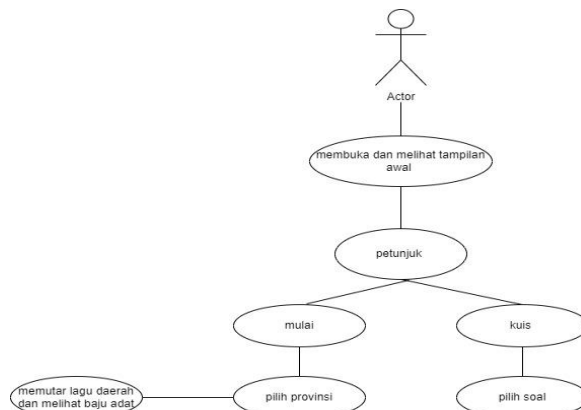 Actor
membuka dan melihat tampilan
awal
petunjuk
mulai
kuis
memutar lagu daerah
dan melihat baju adat
pilih provinsi
pilih soal